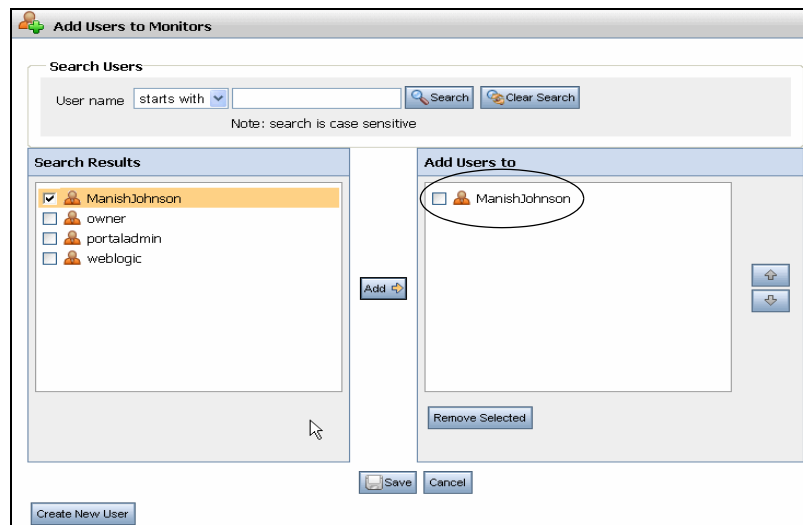 Add Users to Monitors
Search Users
User name starts with Search Clear Search
Note: search is case sensitive
Search Results
ManishJohnson
owner
portaladmin
weblogic
Add
Add Users to
ManishJohnson
Remove Selected
Save Cancel
Create New User